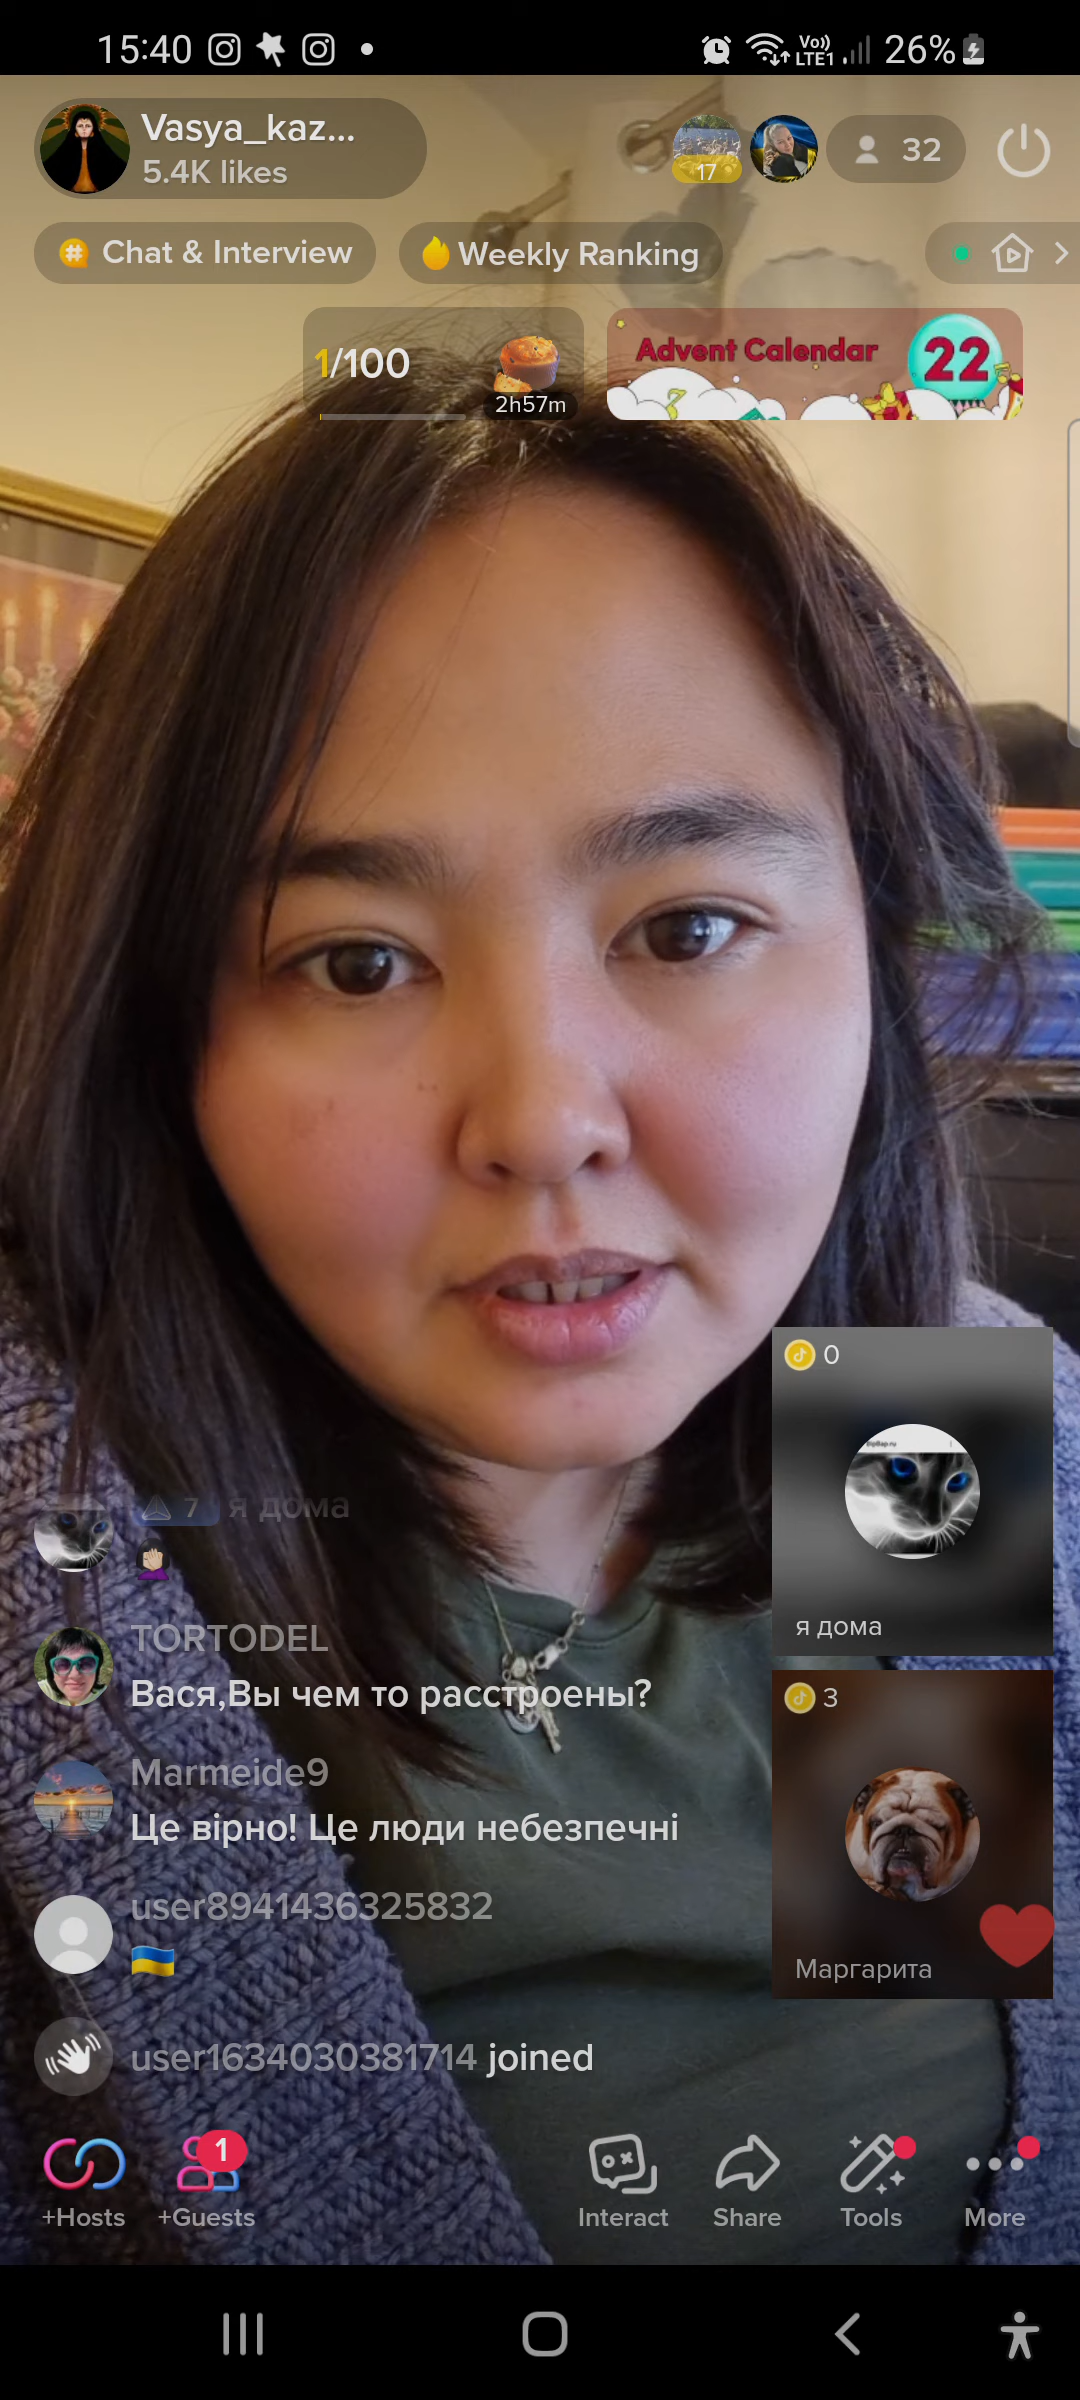 15:40
Vo))
LTE1
26%
Vasya_kaz...
5.4K likes
17
32
Chat & Interview
Weekly Ranking
1/100
2h57m
Advent Calendar
22
0
я дома
3
Маргарита
7 я дома
TORTODEL
Вася,Вы чем то расстроены?
Marmeide9
Це вірно! Це люди небезпечні
user8941436325832
user1634030381714 joined
1
+Hosts
+Guests
Interact
Share
Tools
More